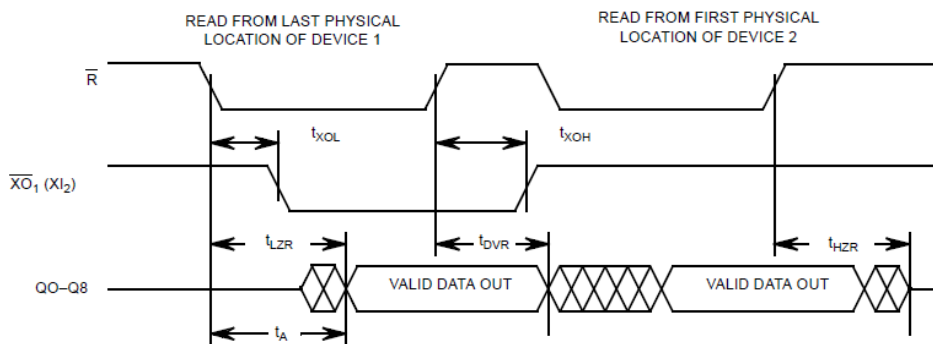 READ FROM LAST PHYSICAL
LOCATION OF DEVICE 1
READ FROM FIRST PHYSICAL
LOCATION OF DEVICE 2
R̅
tXOL
tXOH
X̅O̅1 (XI2)
tLZR
tDVR
tHZR
QO–Q8
VALID DATA OUT
VALID DATA OUT
tA